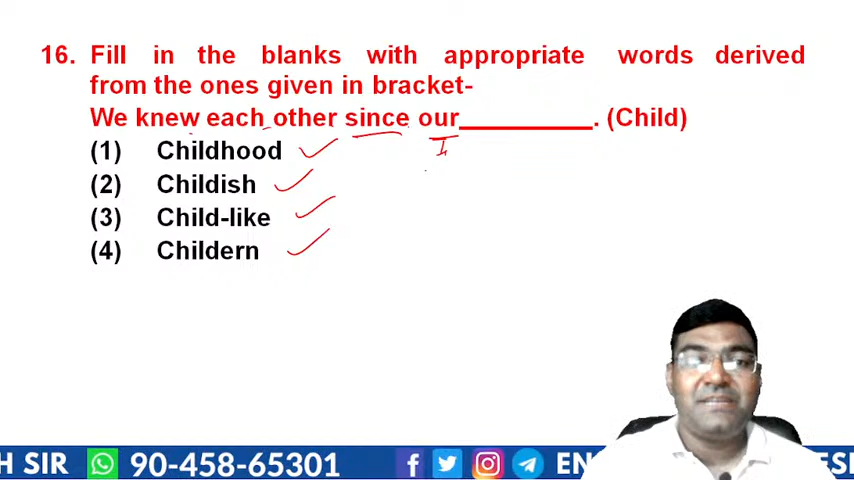 16. Fill in the blanks with appropriate words derived
from the ones given in bracket-
We knew each other since our__________. (Child)
(1) Childhood
(2) Childish
(3) Child-like
(4) Childern
H SIR 90-458-65301 f EN ESH